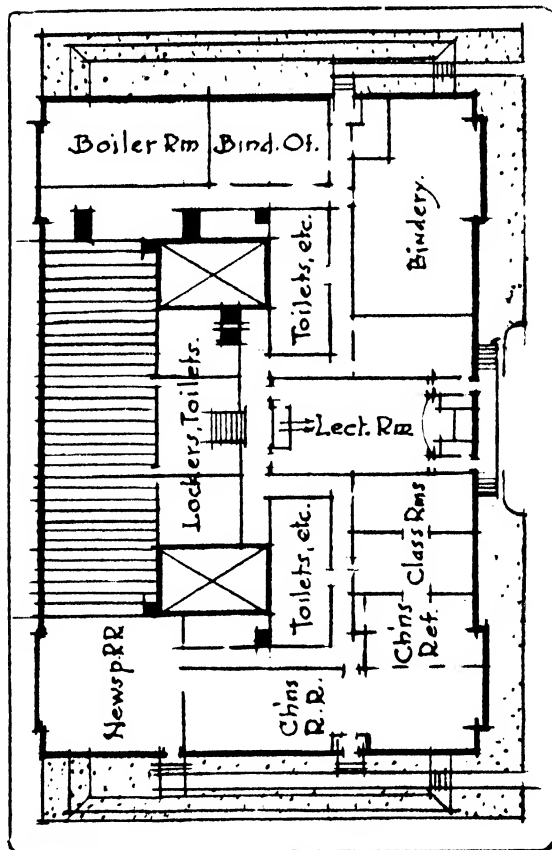 Boiler Rm
Bind. Of.
Bindery.
Toilets, etc.
Lockers, Toilets.
Lect. Rm
Toilets, etc.
Class Rms
Ch'ns
Ref.
Newsp. RR
Ch'ns
R.R.